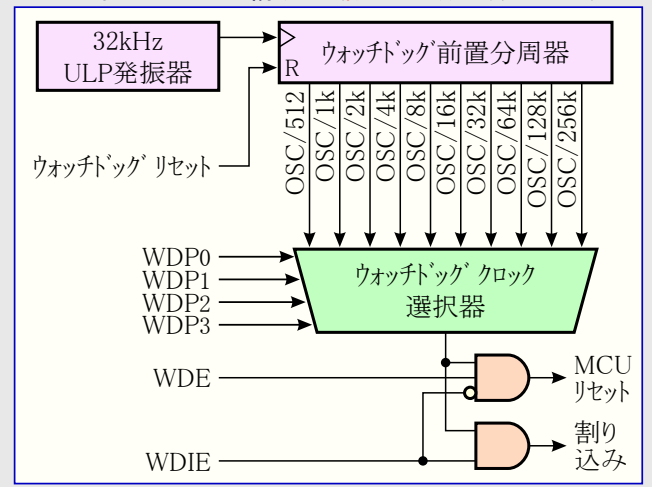 32kHz
ULP発振器
ウォッチドッグ前置分周器
R
OSC/512
OSC/1k
OSC/2k
OSC/4k
OSC/8k
OSC/16k
OSC/32k
OSC/64k
OSC/128k
OSC/256k
ウォッチドッグ リセット
WDP0
WDP1
WDP2
WDP3
ウォッチドッグ クロック
選択器
WDE
MCU
リセット
WDIE
割り
込み